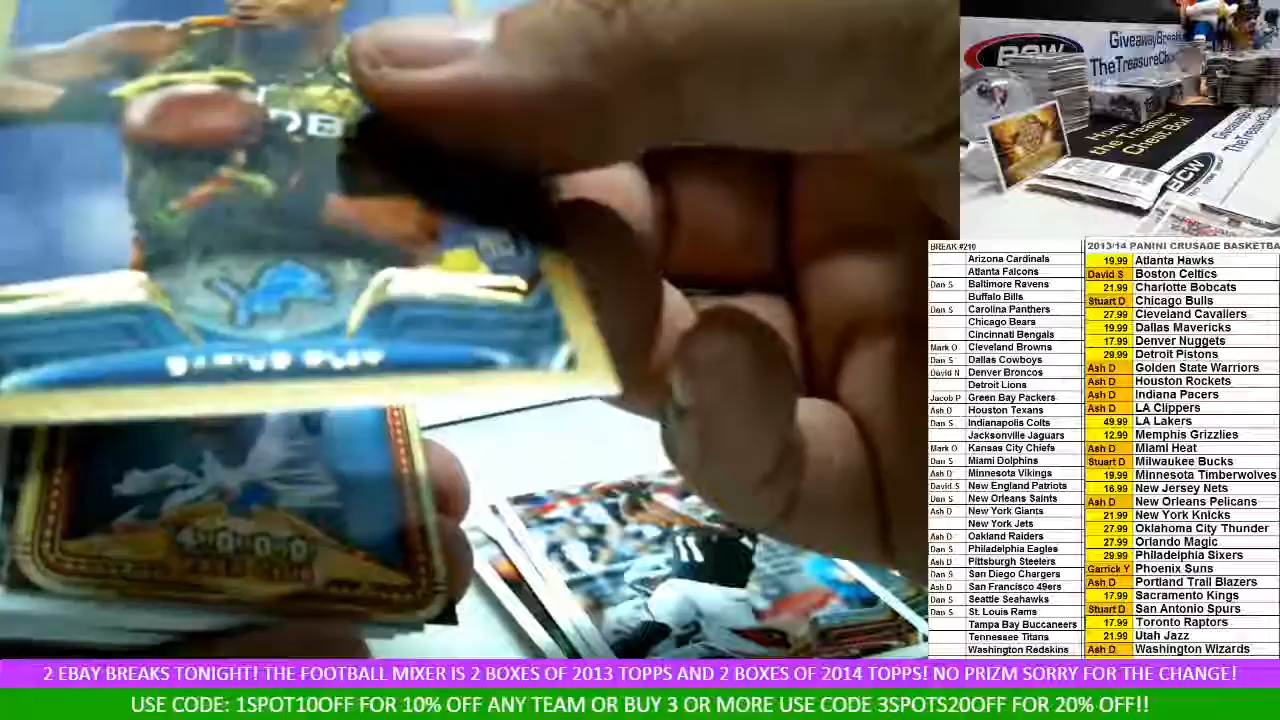 DB
4000
11
BCW
GiveawayBreak
TheTreasureChe
Home
the Treasure
Chest Box!
BCW
BREAK #210
Arizona Cardinals
Atlanta Falcons
Dan S Baltimore Ravens
Buffalo Bills
Dan S Carolina Panthers
Chicago Bears
Cincinnati Bengals
Mark O Cleveland Browns
Dan S Dallas Cowboys
David N Denver Broncos
Detroit Lions
Jacob P Green Bay Packers
Ash D Houston Texans
Dan S Indianapolis Colts
Jacksonville Jaguars
Mark O Kansas City Chiefs
Dan S Miami Dolphins
Ash D Minnesota Vikings
David S New England Patriots
Dan S New Orleans Saints
Ash D New York Giants
New York Jets
Ash D Oakland Raiders
Dan S Philadelphia Eagles
Ash D Pittsburgh Steelers
Dan S San Diego Chargers
Ash D San Francisco 49ers
Dan S Seattle Seahawks
Dan S St. Louis Rams
Tampa Bay Buccaneers
Tennessee Titans
Washington Redskins
2013/14 PANINI CRUSADE BASKETBA
19.99 Atlanta Hawks
David S Boston Celtics
21.99 Charlotte Bobcats
Stuart D Chicago Bulls
27.99 Cleveland Cavaliers
19.99 Dallas Mavericks
17.99 Denver Nuggets
29.99 Detroit Pistons
Ash D Golden State Warriors
Ash D Houston Rockets
Ash D Indiana Pacers
Ash D LA Clippers
49.99 LA Lakers
12.99 Memphis Grizzlies
Ash D Miami Heat
Stuart D Milwaukee Bucks
19.99 Minnesota Timberwolves
16.99 New Jersey Nets
Ash D New Orleans Pelicans
21.99 New York Knicks
27.99 Oklahoma City Thunder
27.99 Orlando Magic
29.99 Philadelphia Sixers
Garrick Y Phoenix Suns
Ash D Portland Trail Blazers
17.99 Sacramento Kings
Stuart D San Antonio Spurs
17.99 Toronto Raptors
21.99 Utah Jazz
Ash D Washington Wizards
2 EBAY BREAKS TONIGHT! THE FOOTBALL MIXER IS 2 BOXES OF 2013 TOPPS AND 2 BOXES OF 2014 TOPPS! NO PRIZM SORRY FOR THE CHANGE!
USE CODE: 1SPOT10OFF FOR 10% OFF ANY TEAM OR BUY 3 OR MORE USE CODE 3SPOTS20OFF FOR 20% OFF!!